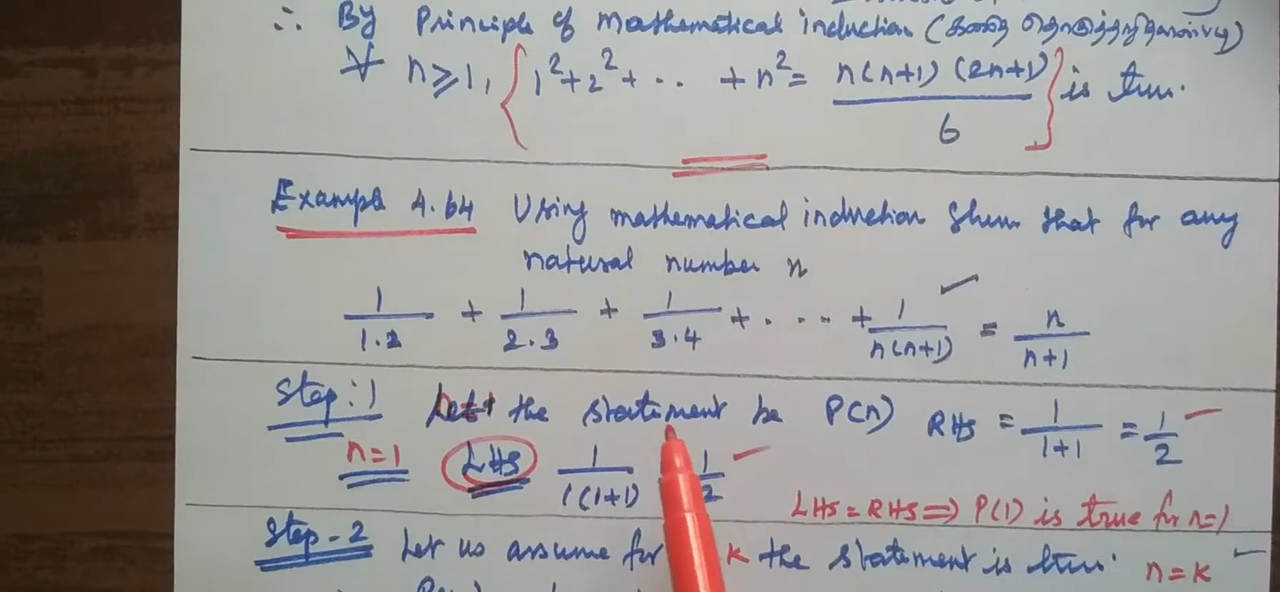 ∴ By Principle of Mathematical induction (கணித தொகுத்தறிதல்படி)
∀ n ≥ 1, { 1² + 2² + ... + n² = n(n+1)(2n+1) / 6 } is true.
Example 4.64 Using mathematical induction show that for any
natural number n
1/1.2 + 1/2.3 + 1/3.4 + . ... + 1/n(n+1) = n/n+1
Step:1 Let the statement be P(n) RHS = 1/1+1 = 1/2
n=1 LHS 1/1(1+1) 1/2
LHS = RHS ⇒ P(1) is true for n=1
Step-2 Let us assume for k the statement is true. n=k